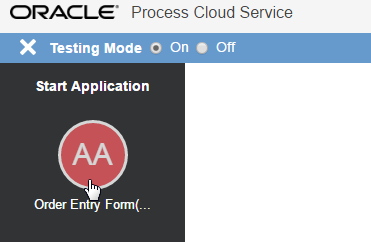 ORACLE® Process Cloud Service
Testing Mode On Off
Start Application
AA
Order Entry Form(...